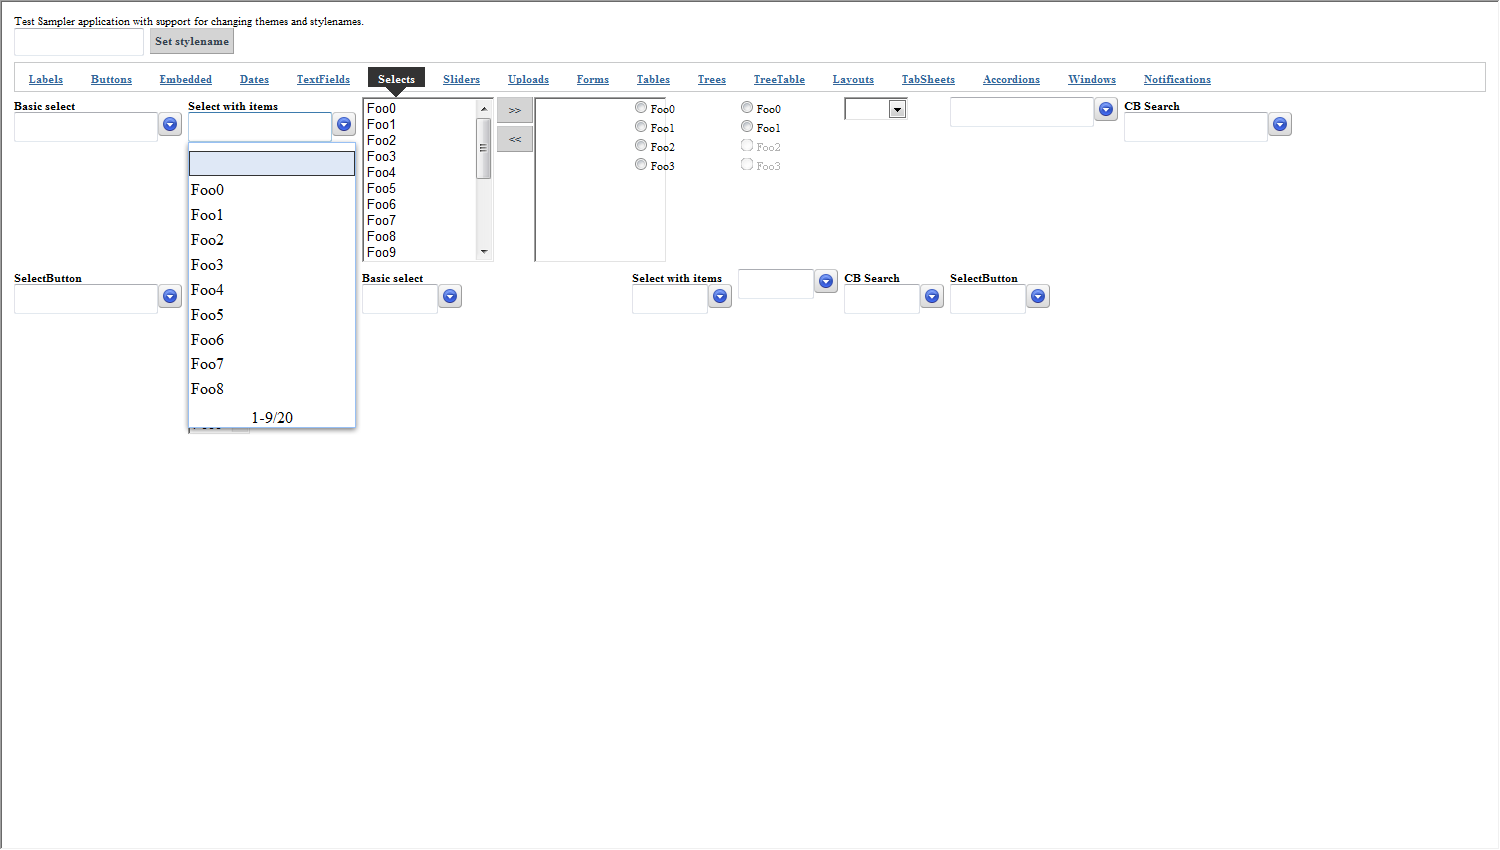 Test Sampler application with support for changing themes and stylenames.
Set stylename
Labels Buttons Embedded Dates TextFields Selects Sliders Uploads Forms Tables Trees TreeTable Layouts TabSheets Accordions Windows Notifications
Basic select
Select with items
Foo0
Foo1
Foo2
Foo3
Foo4
Foo5
Foo6
Foo7
Foo8
1-9/20
Foo0
Foo1
Foo2
Foo3
Foo4
Foo5
Foo6
Foo7
Foo8
Foo9
>>
<<
Foo0
Foo1
Foo2
Foo3
Foo0
Foo1
Foo2
Foo3
CB Search
SelectButton
Basic select
Select with items
CB Search
SelectButton